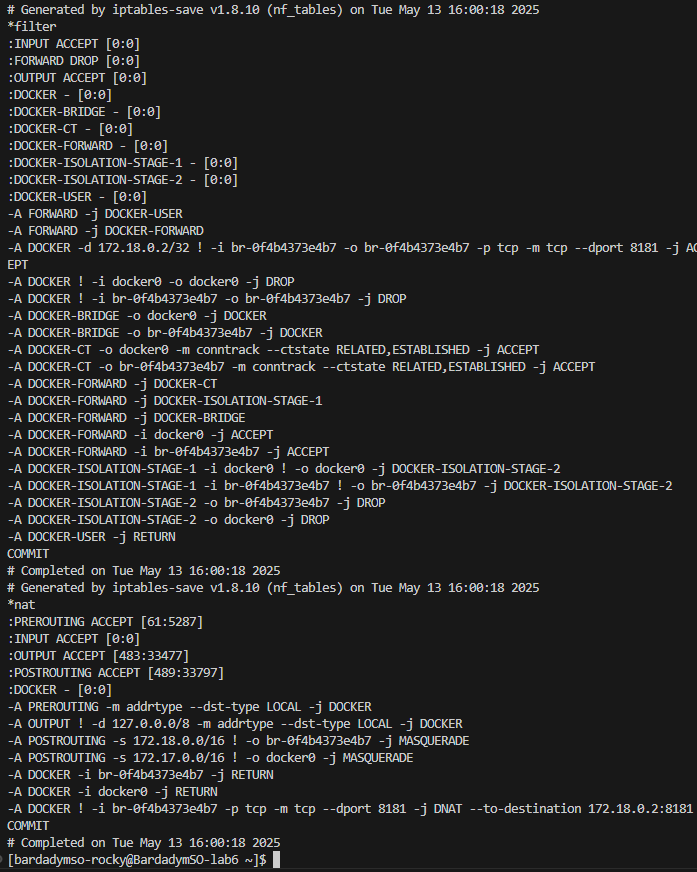 # Generated by iptables-save v1.8.10 (nf_tables) on Tue May 13 16:00:18 2025
*filter
:INPUT ACCEPT [0:0]
:FORWARD DROP [0:0]
:OUTPUT ACCEPT [0:0]
:DOCKER - [0:0]
:DOCKER-BRIDGE - [0:0]
:DOCKER-CT - [0:0]
:DOCKER-FORWARD - [0:0]
:DOCKER-ISOLATION-STAGE-1 - [0:0]
:DOCKER-ISOLATION-STAGE-2 - [0:0]
:DOCKER-USER - [0:0]
-A FORWARD -j DOCKER-USER
-A FORWARD -j DOCKER-FORWARD
-A DOCKER -d 172.18.0.2/32 ! -i br-0f4b4373e4b7 -o br-0f4b4373e4b7 -p tcp -m tcp --dport 8181 -j AC
EPT
-A DOCKER ! -i docker0 -o docker0 -j DROP
-A DOCKER ! -i br-0f4b4373e4b7 -o br-0f4b4373e4b7 -j DROP
-A DOCKER-BRIDGE -o docker0 -j DOCKER
-A DOCKER-BRIDGE -o br-0f4b4373e4b7 -j DOCKER
-A DOCKER-CT -o docker0 -m conntrack --ctstate RELATED,ESTABLISHED -j ACCEPT
-A DOCKER-CT -o br-0f4b4373e4b7 -m conntrack --ctstate RELATED,ESTABLISHED -j ACCEPT
-A DOCKER-FORWARD -j DOCKER-CT
-A DOCKER-FORWARD -j DOCKER-ISOLATION-STAGE-1
-A DOCKER-FORWARD -j DOCKER-BRIDGE
-A DOCKER-FORWARD -i docker0 -j ACCEPT
-A DOCKER-FORWARD -i br-0f4b4373e4b7 -j ACCEPT
-A DOCKER-ISOLATION-STAGE-1 -i docker0 ! -o docker0 -j DOCKER-ISOLATION-STAGE-2
-A DOCKER-ISOLATION-STAGE-1 -i br-0f4b4373e4b7 ! -o br-0f4b4373e4b7 -j DOCKER-ISOLATION-STAGE-2
-A DOCKER-ISOLATION-STAGE-2 -o br-0f4b4373e4b7 -j DROP
-A DOCKER-ISOLATION-STAGE-2 -o docker0 -j DROP
-A DOCKER-USER -j RETURN
COMMIT
# Completed on Tue May 13 16:00:18 2025
# Generated by iptables-save v1.8.10 (nf_tables) on Tue May 13 16:00:18 2025
*nat
:PREROUTING ACCEPT [61:5287]
:INPUT ACCEPT [0:0]
:OUTPUT ACCEPT [483:33477]
:POSTROUTING ACCEPT [489:33797]
:DOCKER - [0:0]
-A PREROUTING -m addrtype --dst-type LOCAL -j DOCKER
-A OUTPUT ! -d 127.0.0.0/8 -m addrtype --dst-type LOCAL -j DOCKER
-A POSTROUTING -s 172.18.0.0/16 ! -o br-0f4b4373e4b7 -j MASQUERADE
-A POSTROUTING -s 172.17.0.0/16 ! -o docker0 -j MASQUERADE
-A DOCKER -i br-0f4b4373e4b7 -j RETURN
-A DOCKER -i docker0 -j RETURN
-A DOCKER ! -i br-0f4b4373e4b7 -p tcp -m tcp --dport 8181 -j DNAT --to-destination 172.18.0.2:8181
COMMIT
# Completed on Tue May 13 16:00:18 2025
[bardadymso-rocky@BardadymSO-lab6 ~]$